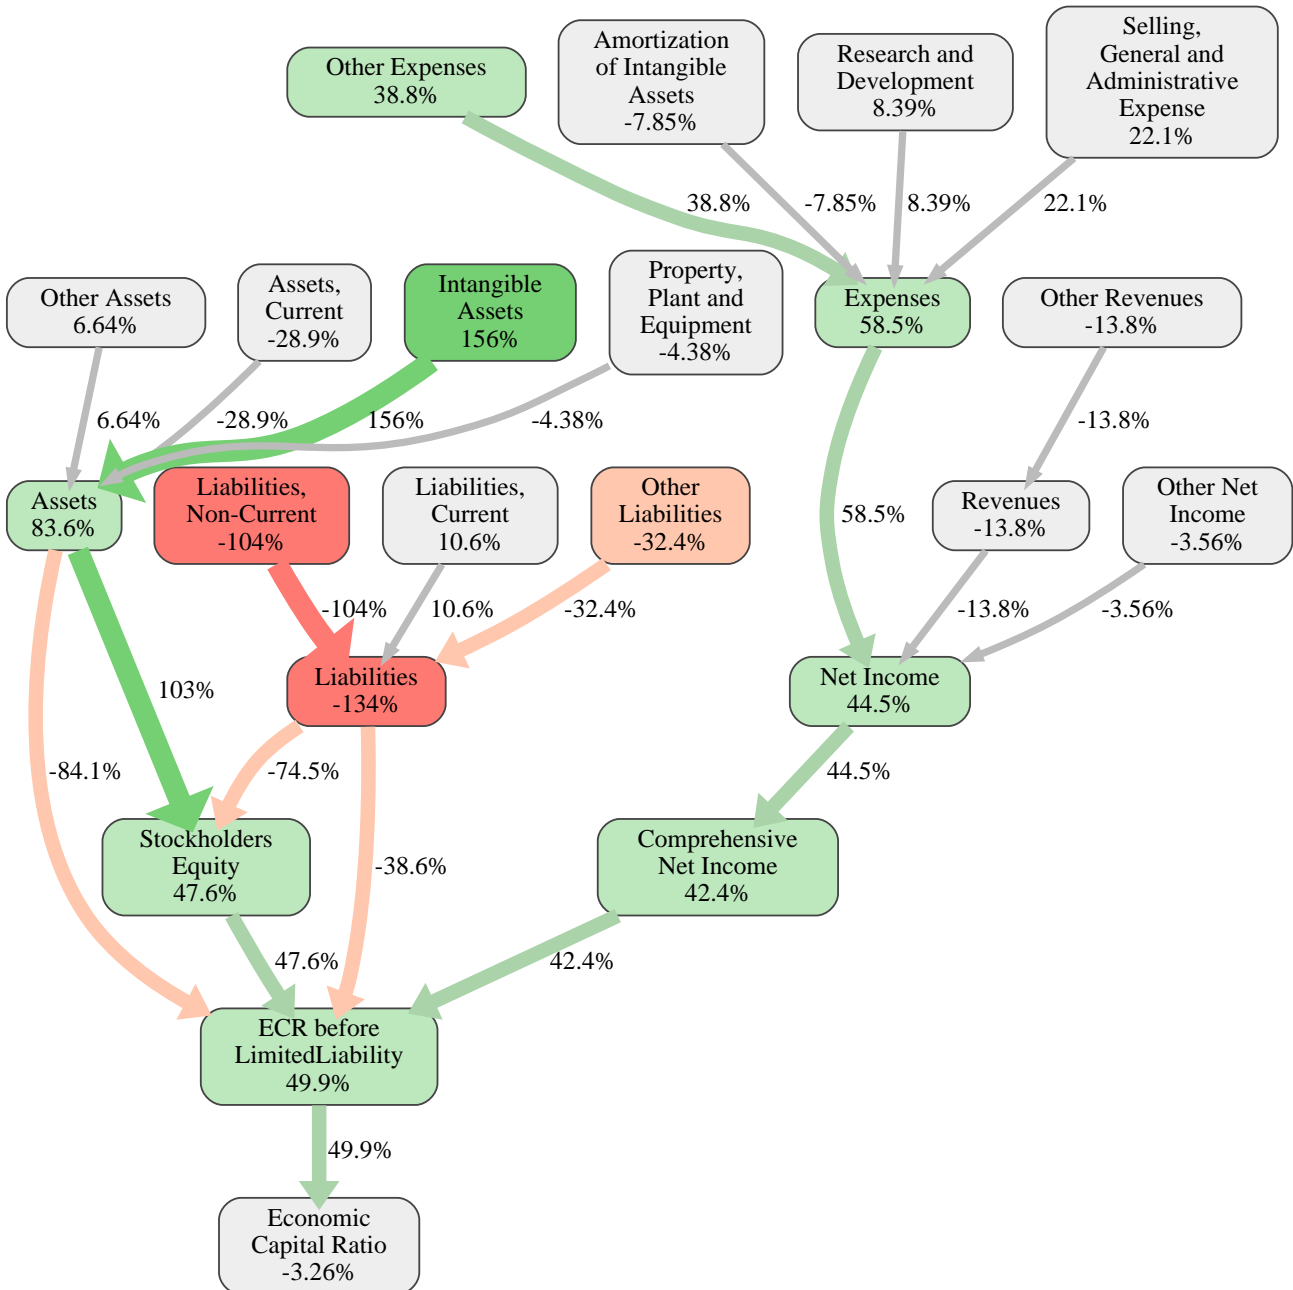 Other Expenses
38.8%
Amortization
of Intangible
Assets
-7.85%
Research and
Development
8.39%
Selling,
General and
Administrative
Expense
22.1%
38.8%
-7.85%
8.39%
22.1%
Other Assets
6.64%
Assets,
Current
-28.9%
Intangible
Assets
156%
Property,
Plant and
Equipment
-4.38%
Expenses
58.5%
Other Revenues
-13.8%
6.64%
-28.9%
156%
-4.38%
-13.8%
Assets
83.6%
Liabilities,
Non-Current
-104%
Liabilities,
Current
10.6%
Other
Liabilities
-32.4%
58.5%
Revenues
-13.8%
Other Net
Income
-3.56%
-104%
10.6%
-32.4%
-13.8%
-3.56%
103%
Liabilities
-134%
Net Income
44.5%
-84.1%
-74.5%
44.5%
Stockholders
Equity
47.6%
-38.6%
Comprehensive
Net Income
42.4%
47.6%
42.4%
ECR before
LimitedLiability
49.9%
49.9%
Economic
Capital Ratio
-3.26%